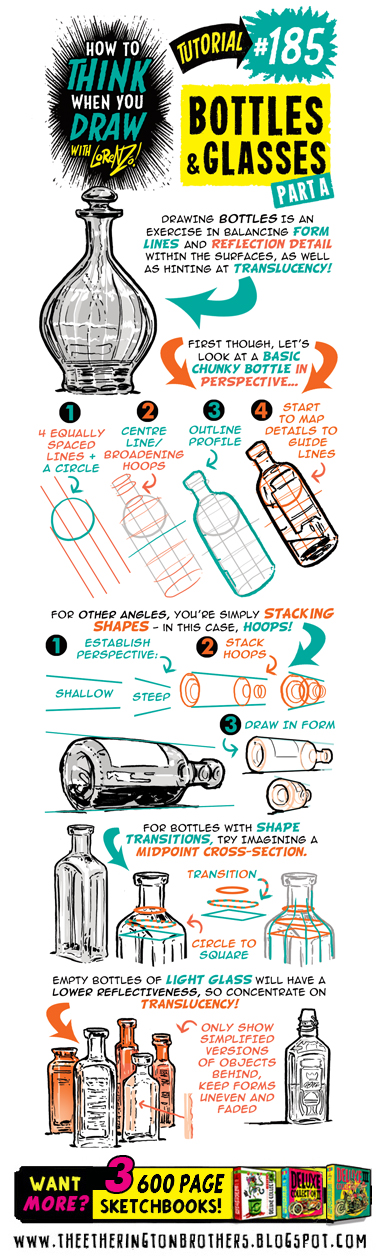 HOW TO
THINK
WHEN YOU
DRAW
WITH LORENZO!
TUTORIAL
#185
BOTTLES
& GLASSES
PART A
DRAWING BOTTLES IS AN
EXERCISE IN BALANCING FORM
LINES AND REFLECTION DETAIL
WITHIN THE SURFACES, AS WELL
AS HINTING AT TRANSLUCENCY!
FIRST THOUGH, LET'S
LOOK AT A BASIC
CHUNKY BOTTLE IN
PERSPECTIVE...
1
4 EQUALLY
SPACED
LINES +
A CIRCLE
2
CENTRE
LINE/
BROADENING
HOOPS
3
OUTLINE
PROFILE
4
START
TO MAP
DETAILS TO
GUIDE
LINES
FOR OTHER ANGLES, YOU'RE SIMPLY STACKING
SHAPES - IN THIS CASE, HOOPS!
1
ESTABLISH
PERSPECTIVE:
SHALLOW
STEEP
2
STACK
HOOPS
3
DRAW IN FORM
FOR BOTTLES WITH SHAPE
TRANSITIONS, TRY IMAGINING A
MIDPOINT CROSS-SECTION.
TRANSITION
CIRCLE TO
SQUARE
EMPTY BOTTLES OF LIGHT GLASS WILL HAVE A
LOWER REFLECTIVENESS, SO CONCENTRATE ON
TRANSLUCENCY!
ONLY SHOW
SIMPLIFIED
VERSIONS
OF OBJECTS
BEHIND,
KEEP FORMS
UNEVEN AND
FADED
WANT
MORE?
3 600 PAGE
SKETCHBOOKS!
WWW.THEETHERINGTONBROTHERS.BLOGSPOT.COM